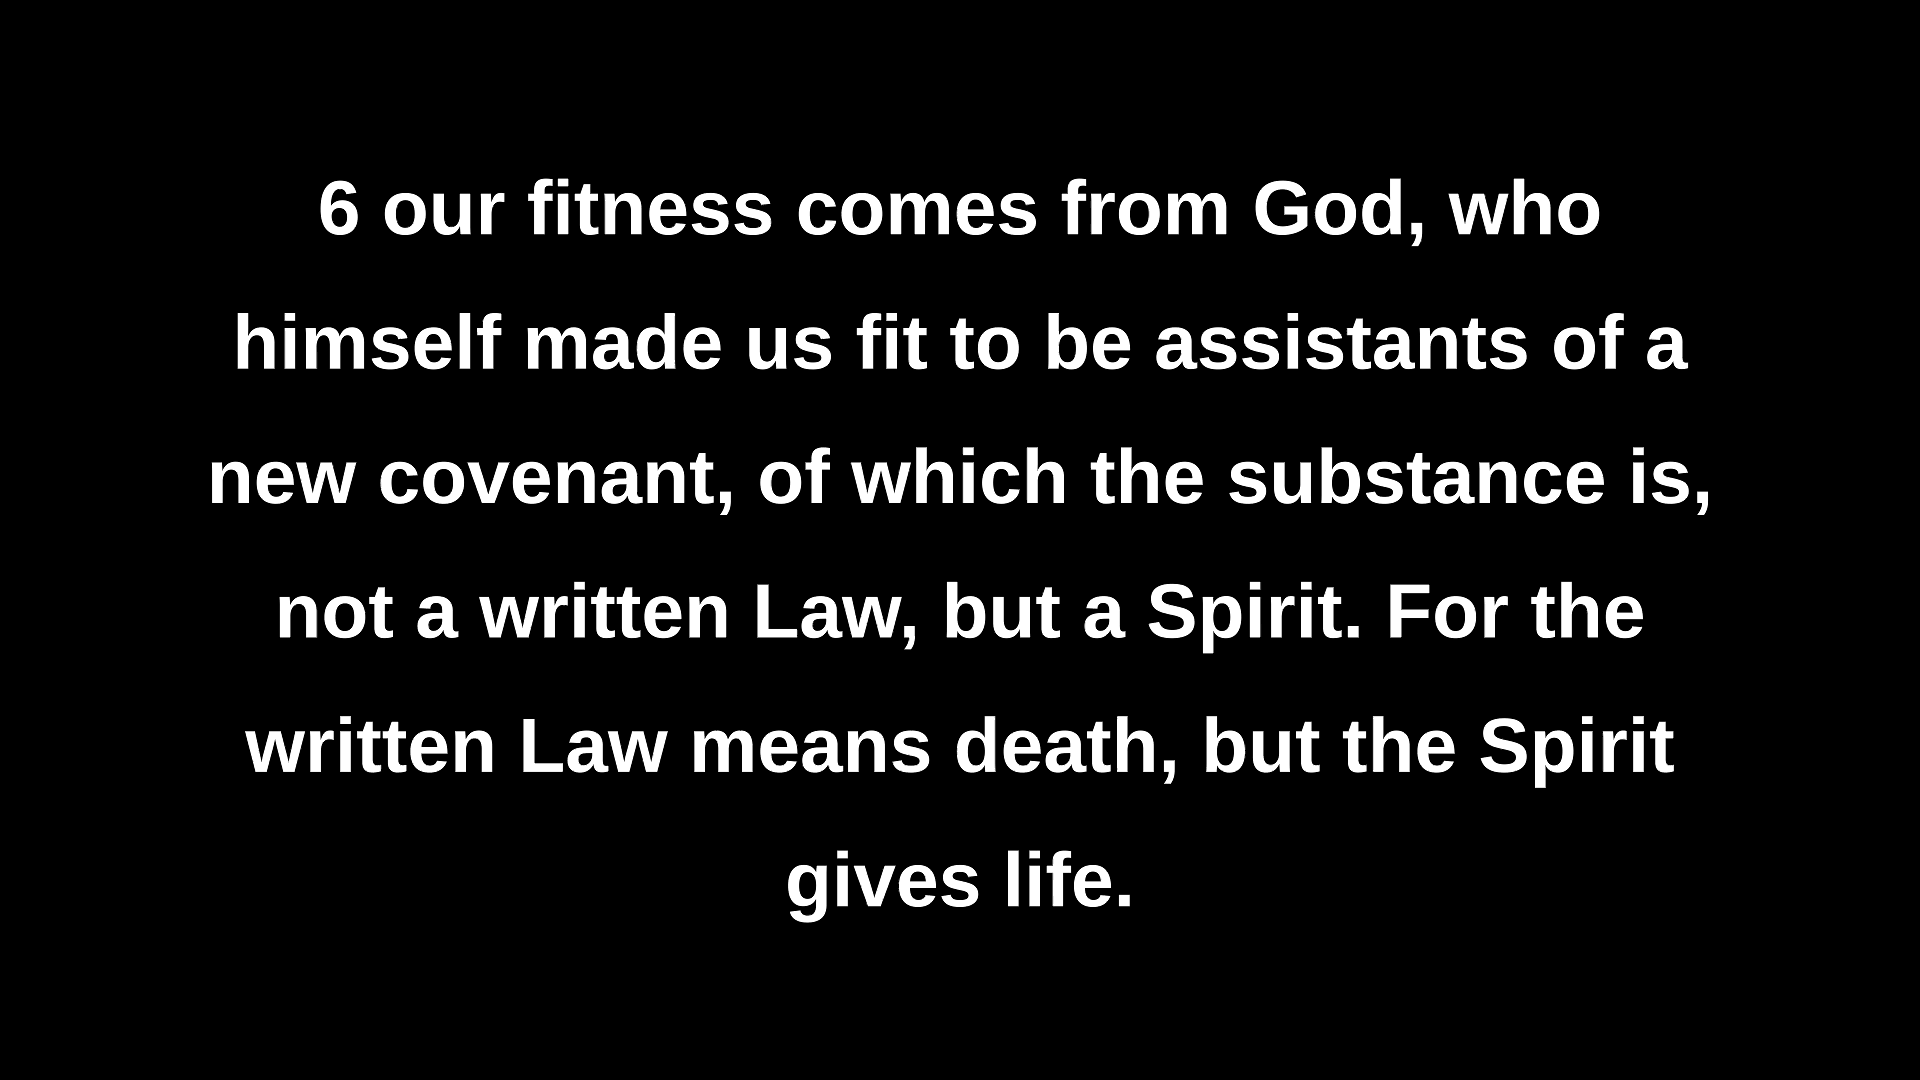 6 our fitness comes from God, who
himself made us fit to be assistants of a
new covenant, of which the substance is,
not a written Law, but a Spirit. For the
written Law means death, but the Spirit
gives life.